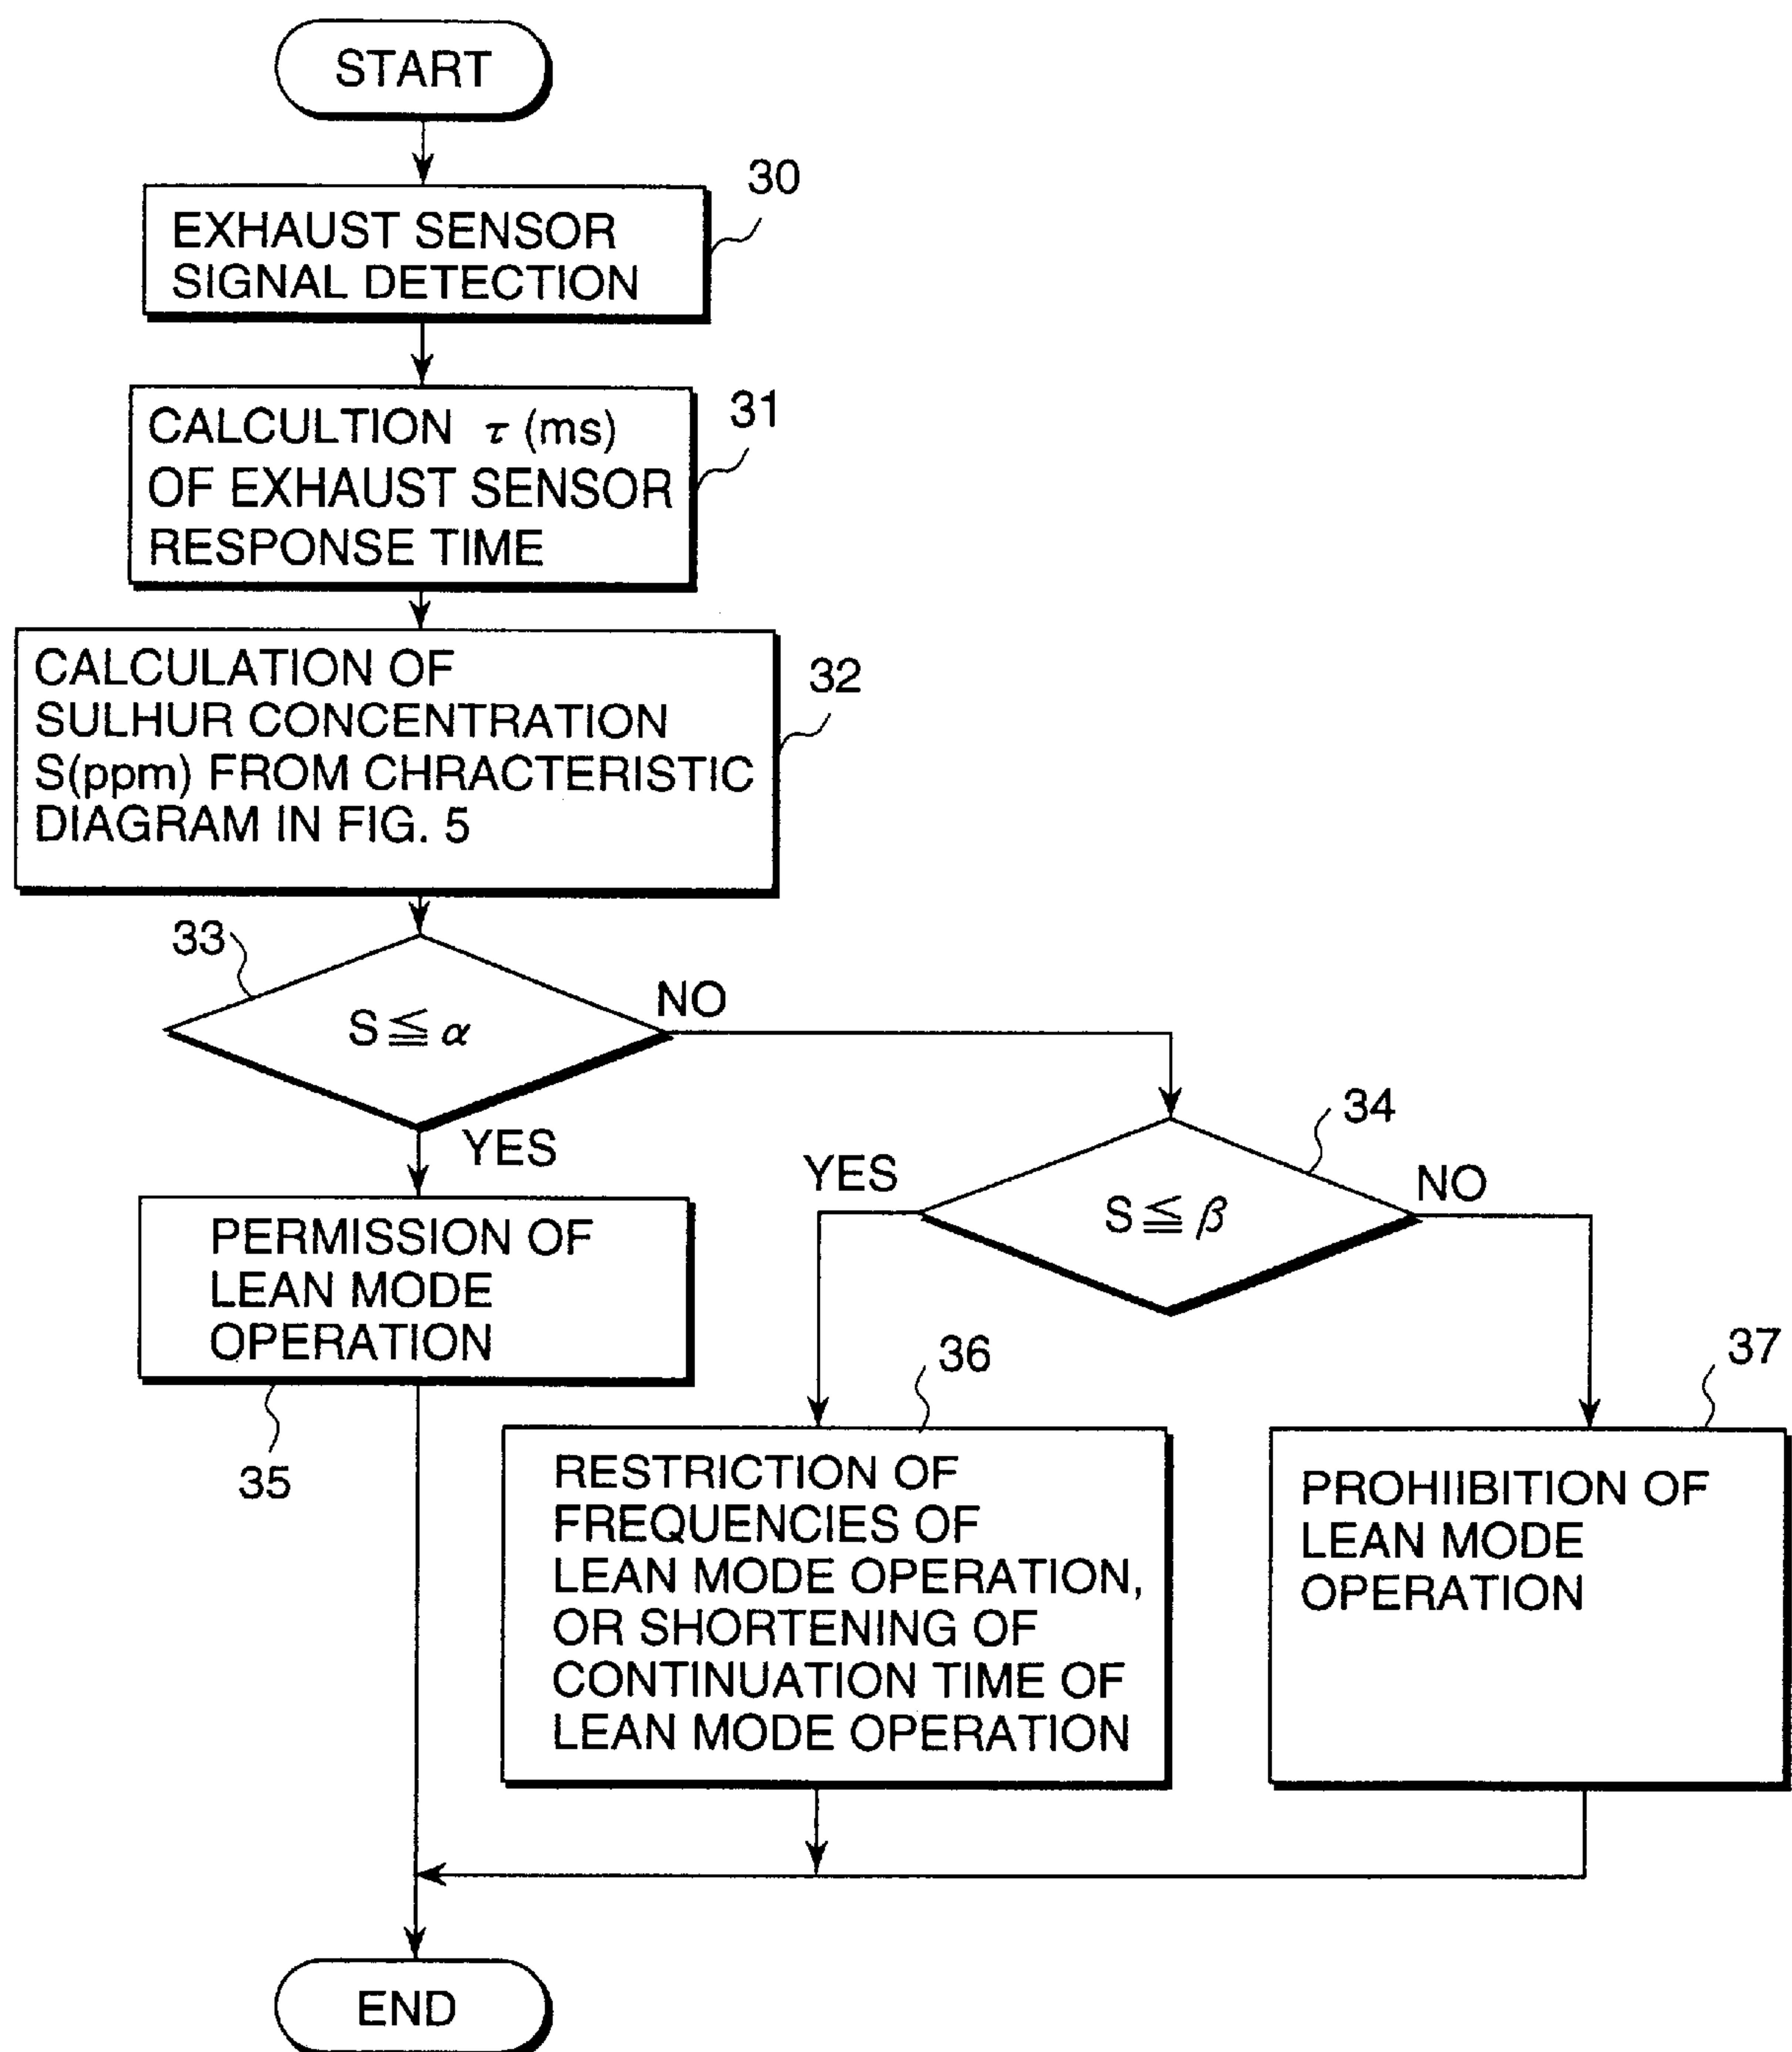 START
30
EXHAUST SENSOR
SIGNAL DETECTION
31
CALCULTION τ (ms)
OF EXHAUST SENSOR
RESPONSE TIME
32
CALCULATION OF
SULHUR CONCENTRATION
S(ppm) FROM CHRACTERISTIC
DIAGRAM IN FIG. 5
33
S ≦ α
NO
YES
34
S ≦ β
YES
NO
PERMISSION OF
LEAN MODE
OPERATION
35
36
RESTRICTION OF
FREQUENCIES OF
LEAN MODE OPERATION,
OR SHORTENING OF
CONTINUATION TIME OF
LEAN MODE OPERATION
37
PROHIIBITION OF
LEAN MODE
OPERATION
END